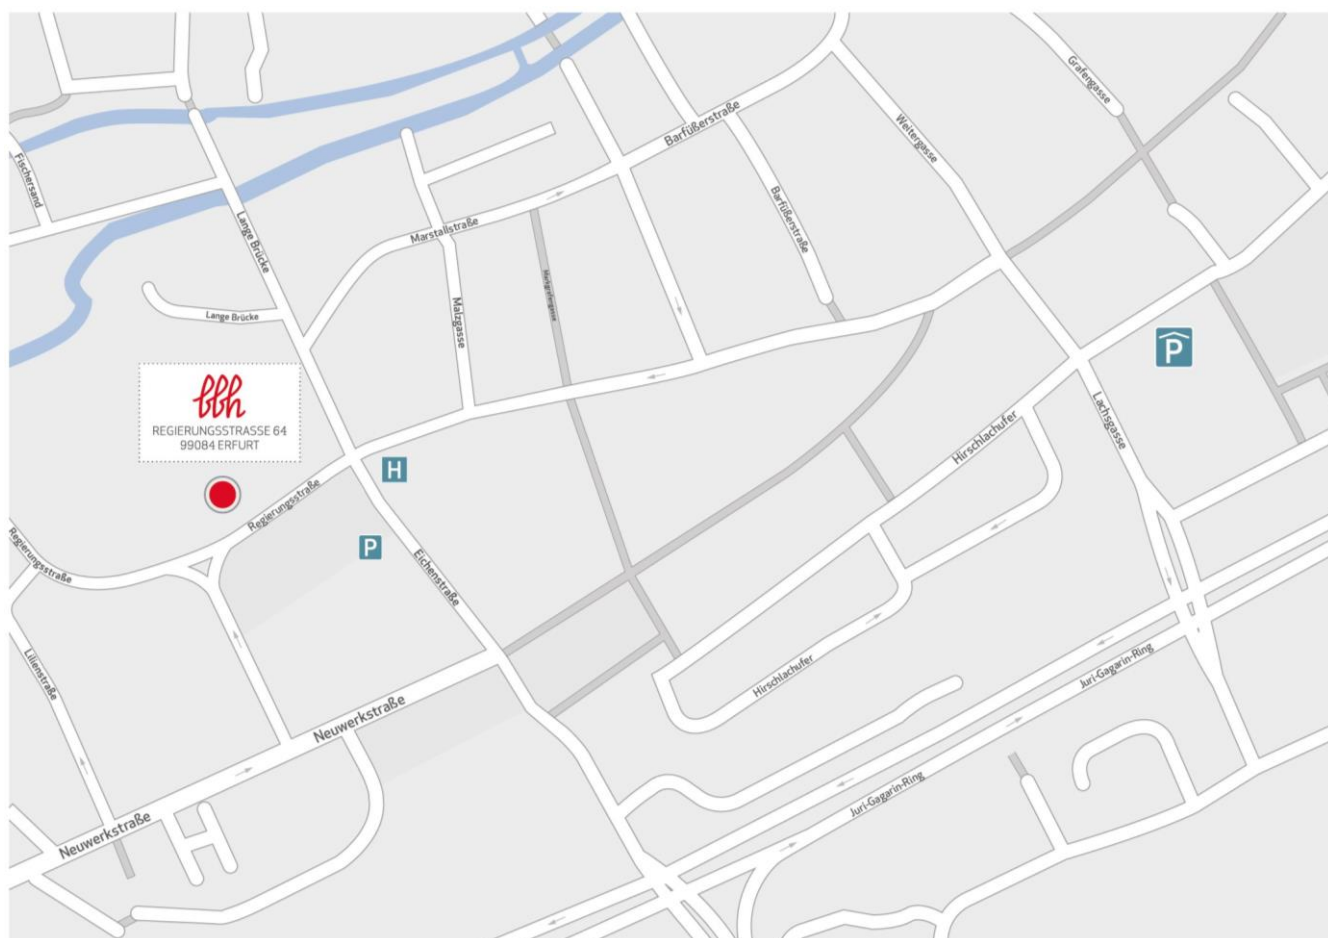 Grafengasse
Barfüßerstraße
Weitergasse
Fischersand
Barfüßerstraße
Lange Brücke
Marstallstraße
Markgrafengasse
Malzgasse
Lange Brücke
P
bbh
REGIERUNGSSTRASSE 64
99084 ERFURT
Lachsgasse
Hirschlachufer
H
Regierungsstraße
P
Regierungsstraße
Eichenstraße
Lilienstraße
Hirschlachufer
Juri-Gagarin-Ring
Neuwerkstraße
Juri-Gagarin-Ring
Neuwerkstraße